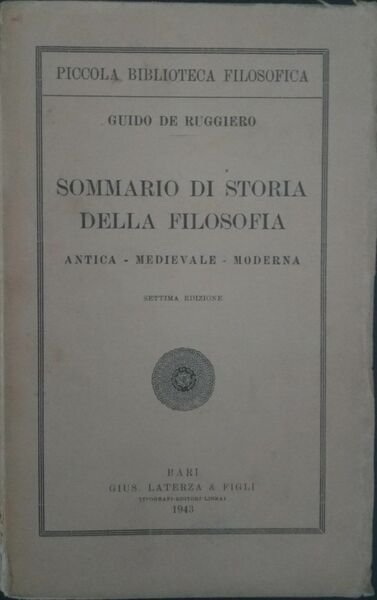 PICCOLA BIBLIOTECA FILOSOFICA
GUIDO DE RUGGIERO
SOMMARIO DI STORIA
DELLA FILOSOFIA
ANTICA - MEDIEVALE - MODERNA
SETTIMA EDIZIONE
BARI
GIUS. LATERZA & FIGLI
TIPOGRAFI-EDITORI-LIBRAI
1943